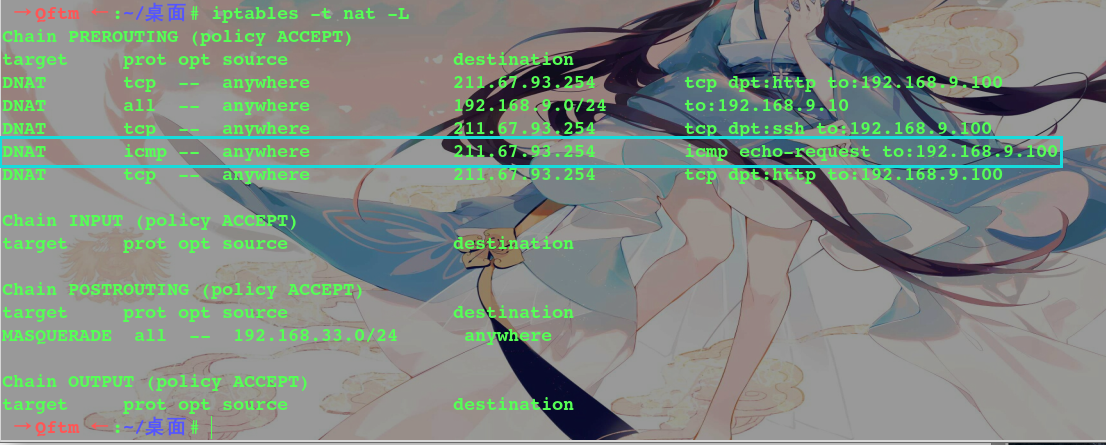 →Qftm ←:~/桌面# iptables -t nat -L
Chain PREROUTING (policy ACCEPT)
target     prot opt source               destination
DNAT       tcp  --  anywhere             211.67.93.254        tcp dpt:http to:192.168.9.100
DNAT       all  --  anywhere             192.168.9.0/24       to:192.168.9.10
DNAT       tcp  --  anywhere             211.67.93.254        tcp dpt:ssh to:192.168.9.100
DNAT       icmp --  anywhere             211.67.93.254        icmp echo-request to:192.168.9.100
DNAT       tcp  --  anywhere             211.67.93.254        tcp dpt:http to:192.168.9.100
Chain INPUT (policy ACCEPT)
target     prot opt source               destination
Chain POSTROUTING (policy ACCEPT)
target     prot opt source               destination
MASQUERADE  all  --  192.168.33.0/24      anywhere
Chain OUTPUT (policy ACCEPT)
target     prot opt source               destination
→Qftm ←:~/桌面#